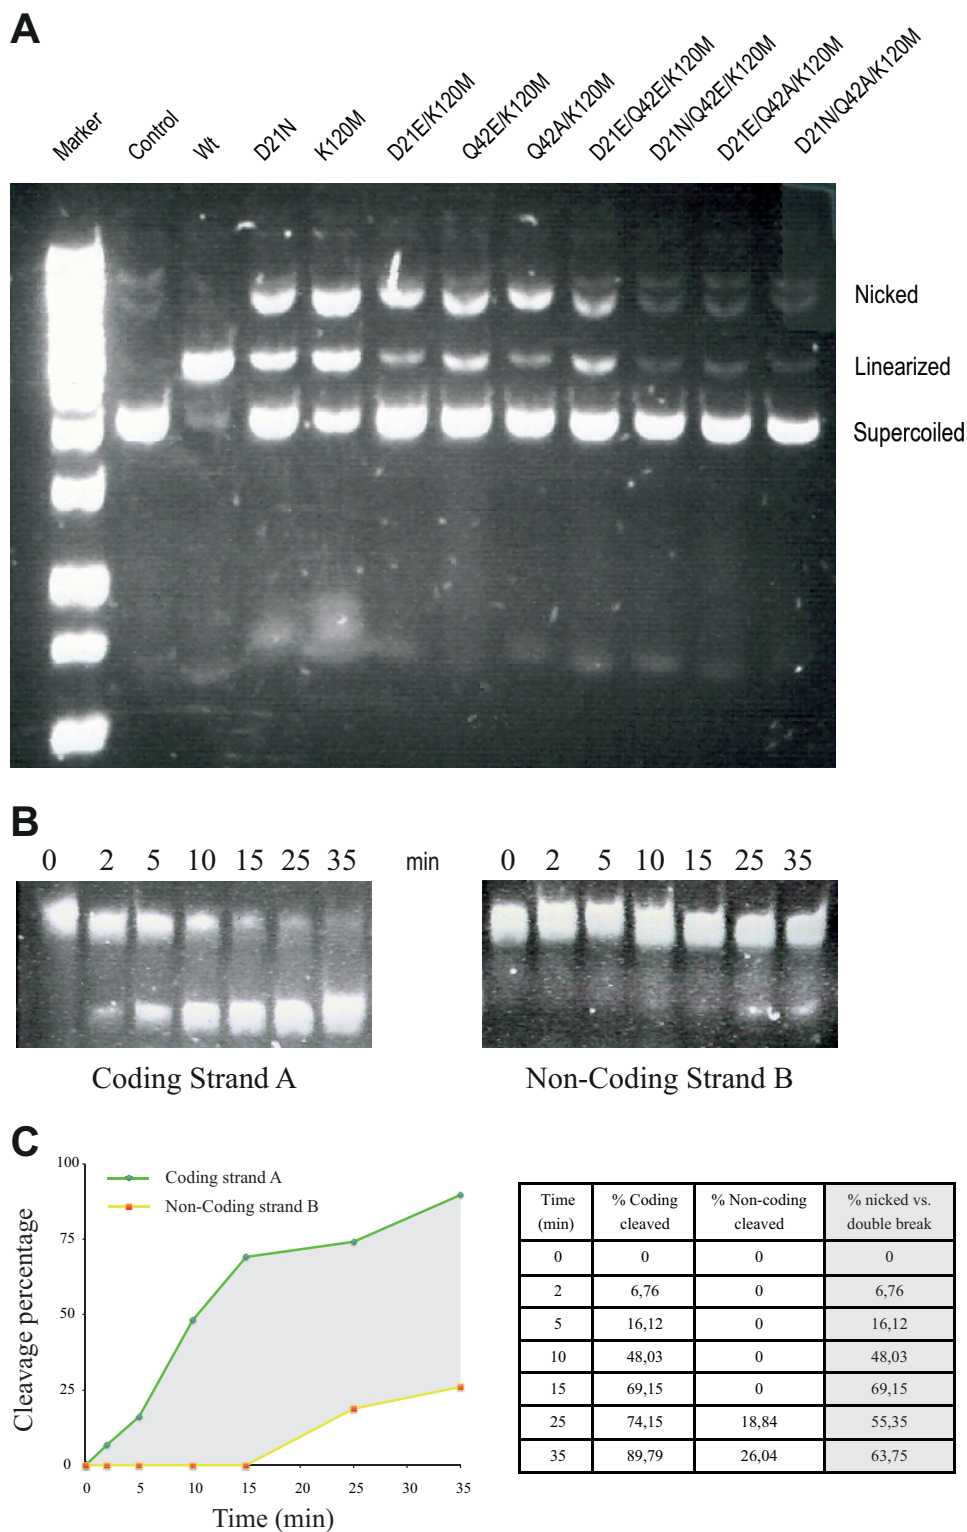 A
Marker
Control
Wt
D21N
K120M
D21E/K120M
Q42E/K120M
Q42A/K120M
D21E/Q42E/K120M
D21N/Q42E/K120M
D21E/Q42A/K120M
D21N/Q42A/K120M
Nicked
Linearized
Supercoiled
B
0 2 5 10 15 25 35 min 0 2 5 10 15 25 35
Coding Strand A
Non-Coding Strand B
C
100
75
50
25
0
Cleavage percentage
Coding strand A
Non-Coding strand B
0 5 10 15 20 25 30 35
Time (min)
Time (min) % Coding cleaved % Non-coding cleaved % nicked vs. double break
0 0 0 0
2 6,76 0 6,76
5 16,12 0 16,12
10 48,03 0 48,03
15 69,15 0 69,15
25 74,15 18,84 55,35
35 89,79 26,04 63,75